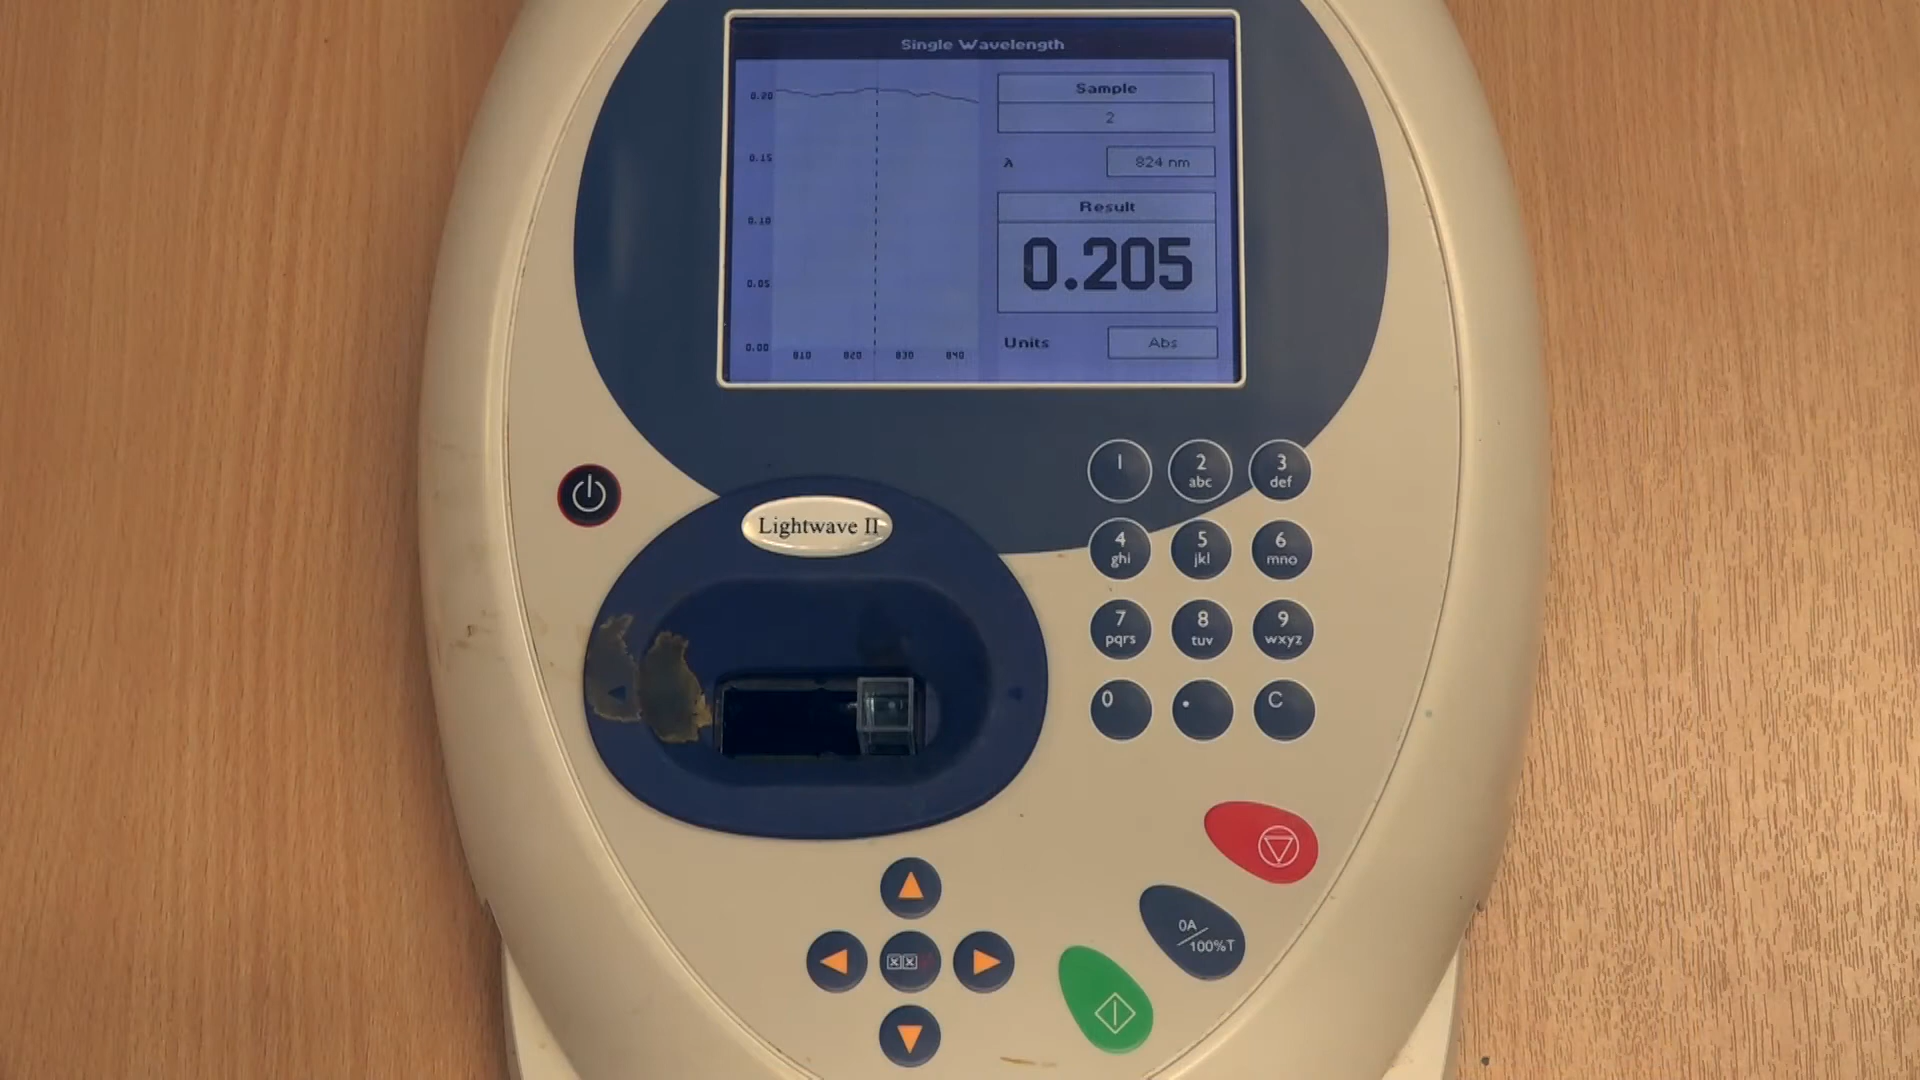 Single Wavelength
0.20
0.15
0.10
0.05
0.00
810 820 830 840
Sample
2
λ 824 nm
Result
0.205
Units Abs
Lightwave II
1
2 abc
3 def
4 ghi
5 jkl
6 mno
7 pqrs
8 tuv
9 wxyz
0
.
C
0A/100%T